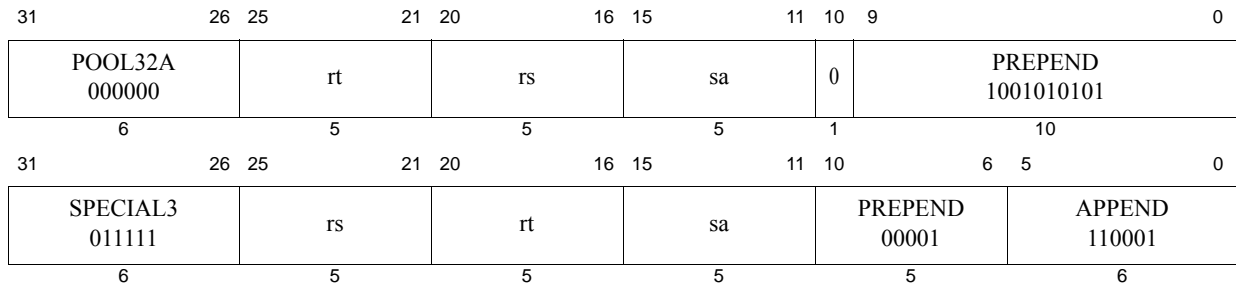 31 26 25 21 20 16 15 11 10 9 0
POOL32A rt rs sa 0 PREPEND
000000 1001010101
6 5 5 5 1 10
31 26 25 21 20 16 15 11 10 6 5 0
SPECIAL3 rs rt sa PREPEND APPEND
011111 00001 110001
6 5 5 5 5 6